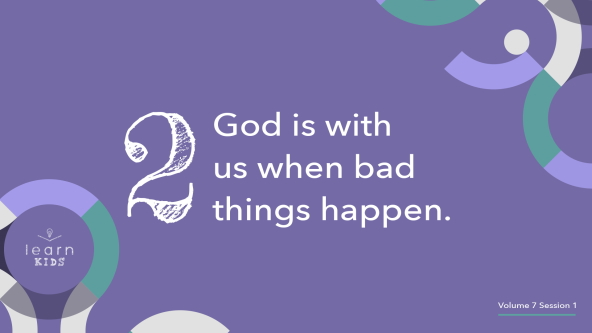 2
God is with
us when bad
things happen.
learn
KIDS
Volume 7 Session 1